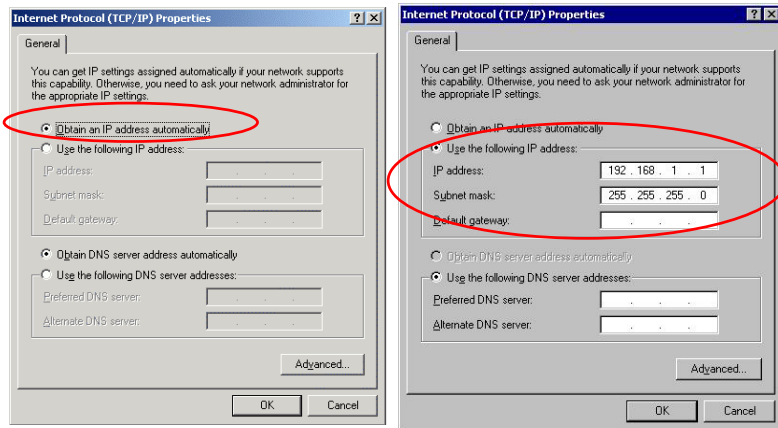 Internet Protocol (TCP/IP) Properties
General
You can get IP settings assigned automatically if your network supports
this capability. Otherwise, you need to ask your network administrator for
the appropriate IP settings.
Obtain an IP address automatically
Use the following IP address:
IP address:
Subnet mask:
Default gateway:
Obtain DNS server address automatically
Use the following DNS server addresses:
Preferred DNS server:
Alternate DNS server:
Advanced...
OK Cancel
Internet Protocol (TCP/IP) Properties
General
You can get IP settings assigned automatically if your network supports
this capability. Otherwise, you need to ask your network administrator for
the appropriate IP settings.
Obtain an IP address automatically
Use the following IP address:
IP address: 192 . 168 . 1 . 1
Subnet mask: 255 . 255 . 255 . 0
Default gateway: . . .
Obtain DNS server address automatically
Use the following DNS server addresses:
Preferred DNS server: . . .
Alternate DNS server: . . .
Advanced...
OK Cancel